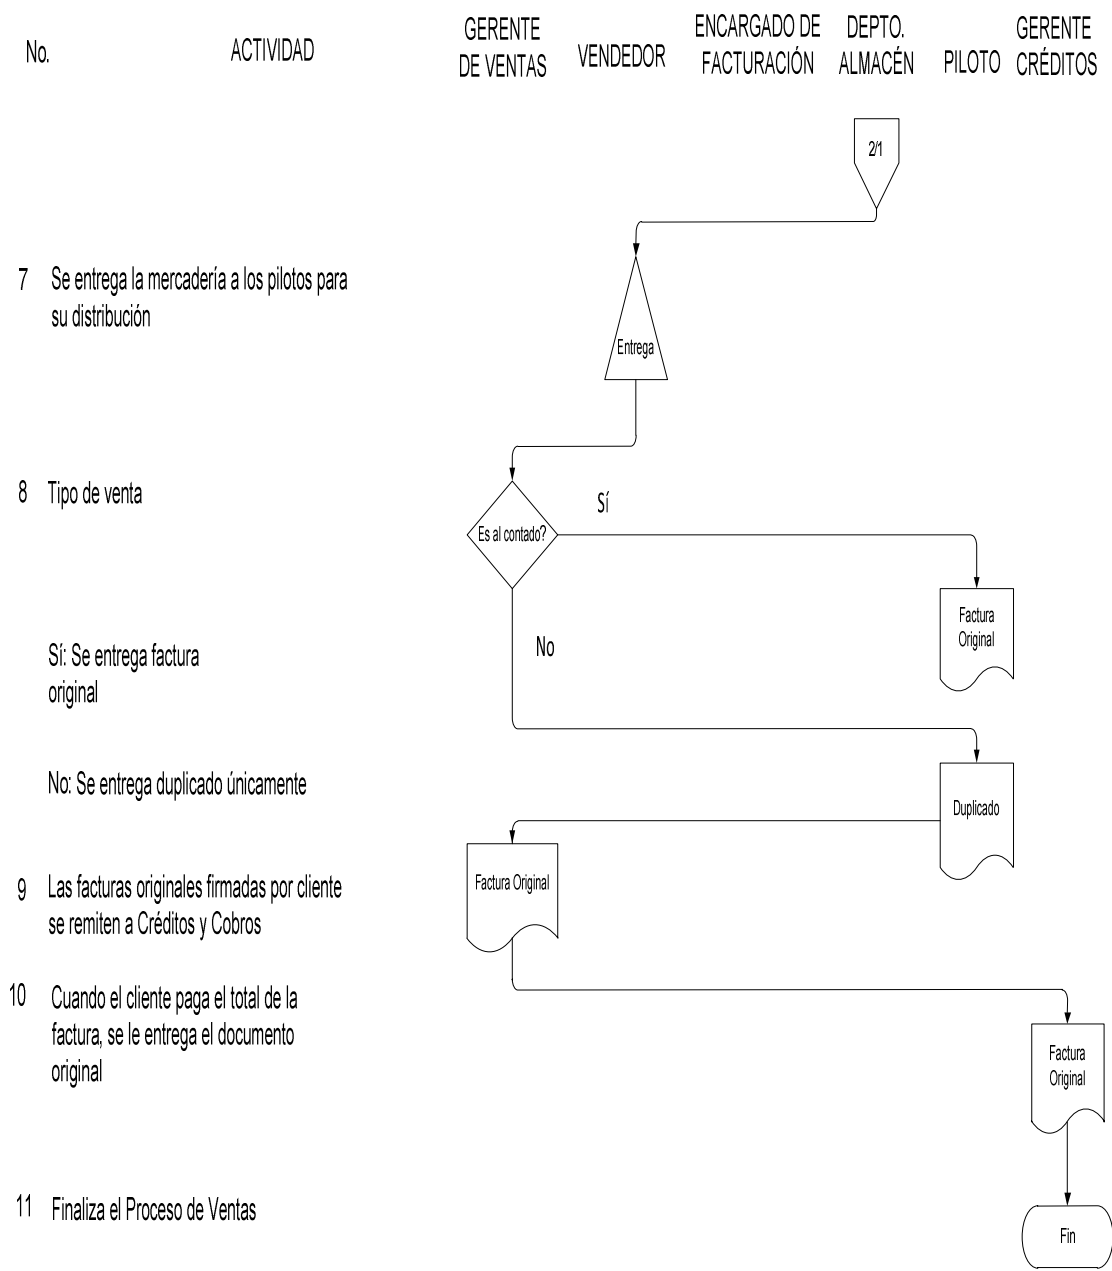 No.
ACTIVIDAD
GERENTE
DE VENTAS
VENDEDOR
ENCARGADO DE
FACTURACIÓN
DEPTO.
ALMACÉN
PILOTO
GERENTE
CRÉDITOS
2/1
7 Se entrega la mercadería a los pilotos para
su distribución
Entrega
8 Tipo de venta
Es al contado?
Sí
Factura
Original
Sí: Se entrega factura
original
No
No: Se entrega duplicado únicamente
Duplicado
9 Las facturas originales firmadas por cliente
se remiten a Créditos y Cobros
Factura Original
10 Cuando el cliente paga el total de la
factura, se le entrega el documento
original
Factura
Original
11 Finaliza el Proceso de Ventas
Fin